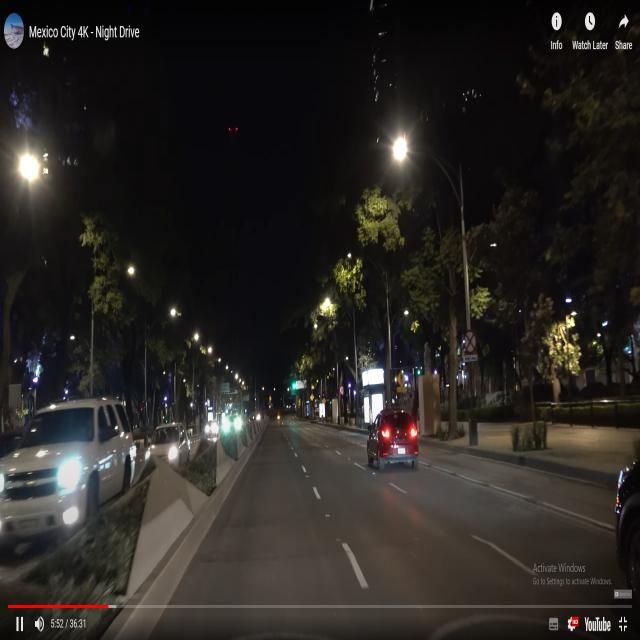 Mexico City 4K - Night Drive
Info
Watch Later
Share
Activate Windows
Go to Settings to activate Windows.
5:52 / 36:31
YouTube